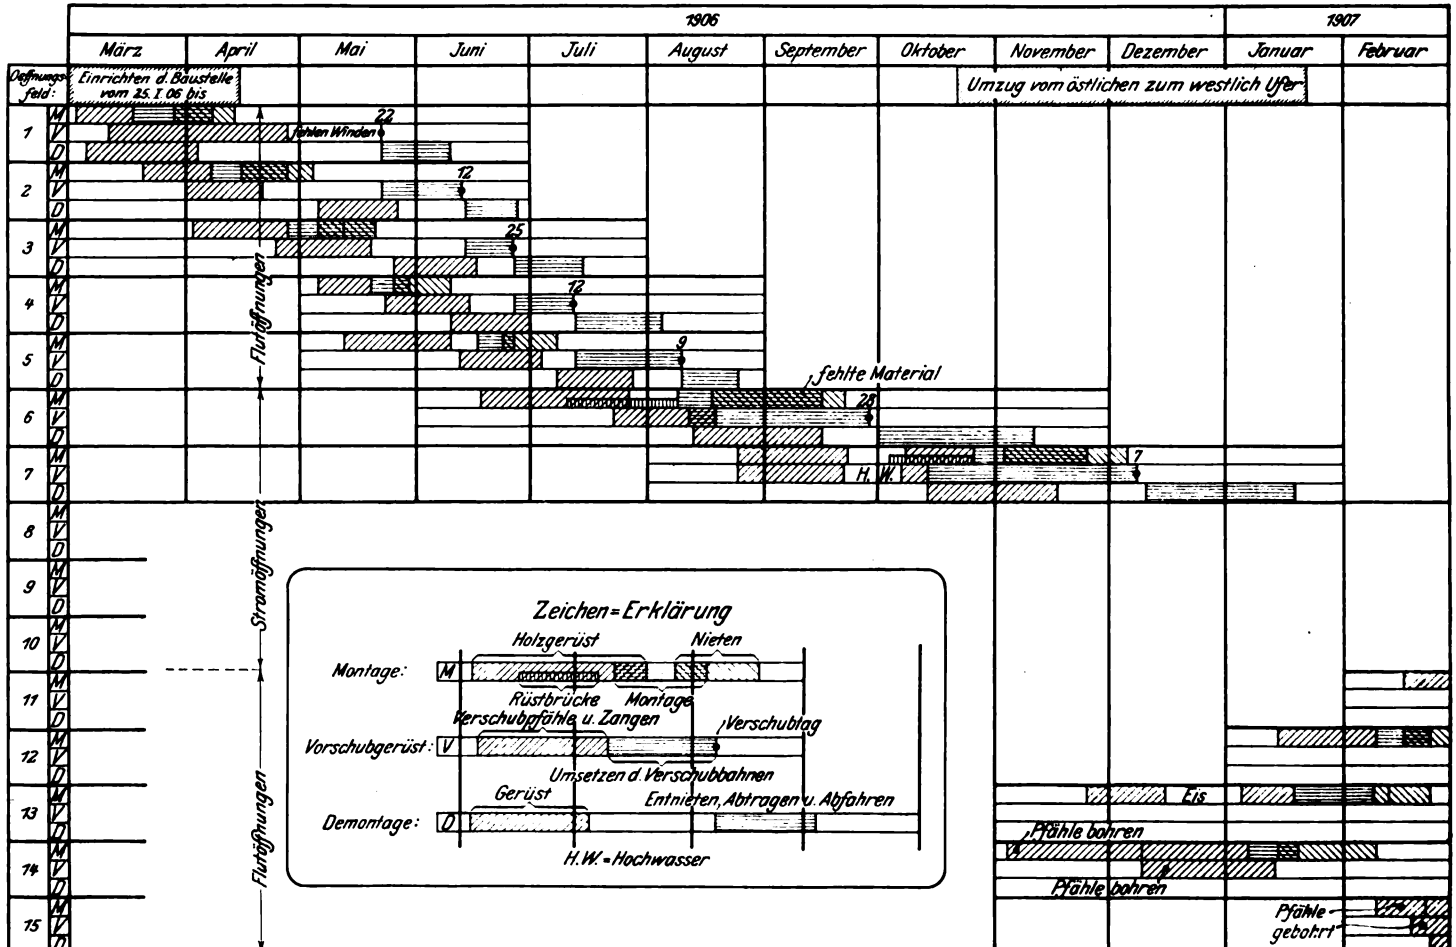 1906 1907
März April Mai Juni Juli August September Oktober November Dezember Januar Februar
Oeffnungs- Einrichten d. Baustelle Umzug vom östlichen zum westlich Ufer
feld: vom 25. I. 06 bis
M 22
1 V fehlen Winden
D
M 12
2 V
D
M 25
3 V
D
M 12
4 V
D
M 9
5 V
D
Flutöffnungen
fehlte Material
M 28
6 V
D
M 7
7 V H. W.
D
M
8 V
D
M
9 V
D
M
10 V
D
Stromöffnungen
M
11 V
D
M
12 V
D
M Eis
13 V
D
Pfähle bohren
M
14 V
D Pfähle bohren
M Pfähle
15 V gebohrt
D
Flutöffnungen
Zeichen=Erklärung
Holzgerüst Nieten
Montage: M
Rüstbrücke Montage
Verschubpfähle u. Zangen Verschubtag
Vorschubgerüst: V
Umsetzen d. Verschubbahnen
Gerüst Entnieten, Abtragen u. Abfahren
Demontage: D
H.W. = Hochwasser